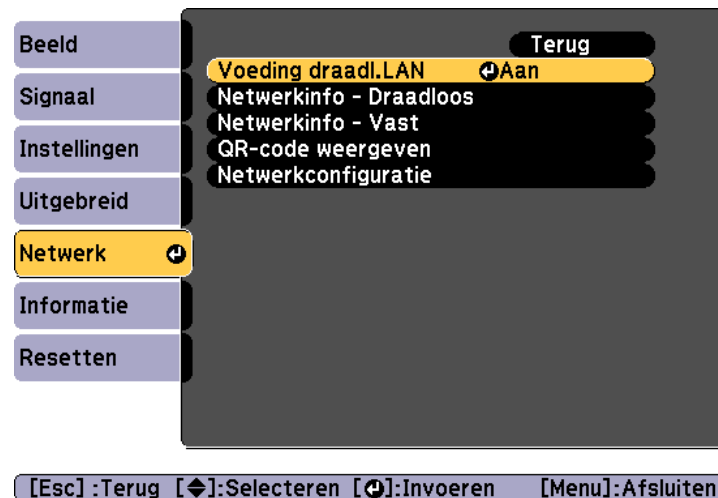 Beeld
Signaal
Instellingen
Uitgebreid
Netwerk
Informatie
Resetten
Terug
Voeding draadl.LAN Aan
Netwerkinfo - Draadloos
Netwerkinfo - Vast
QR-code weergeven
Netwerkconfiguratie
[Esc] :Terug [◆]:Selecteren [⏎]:Invoeren [Menu]:Afsluiten